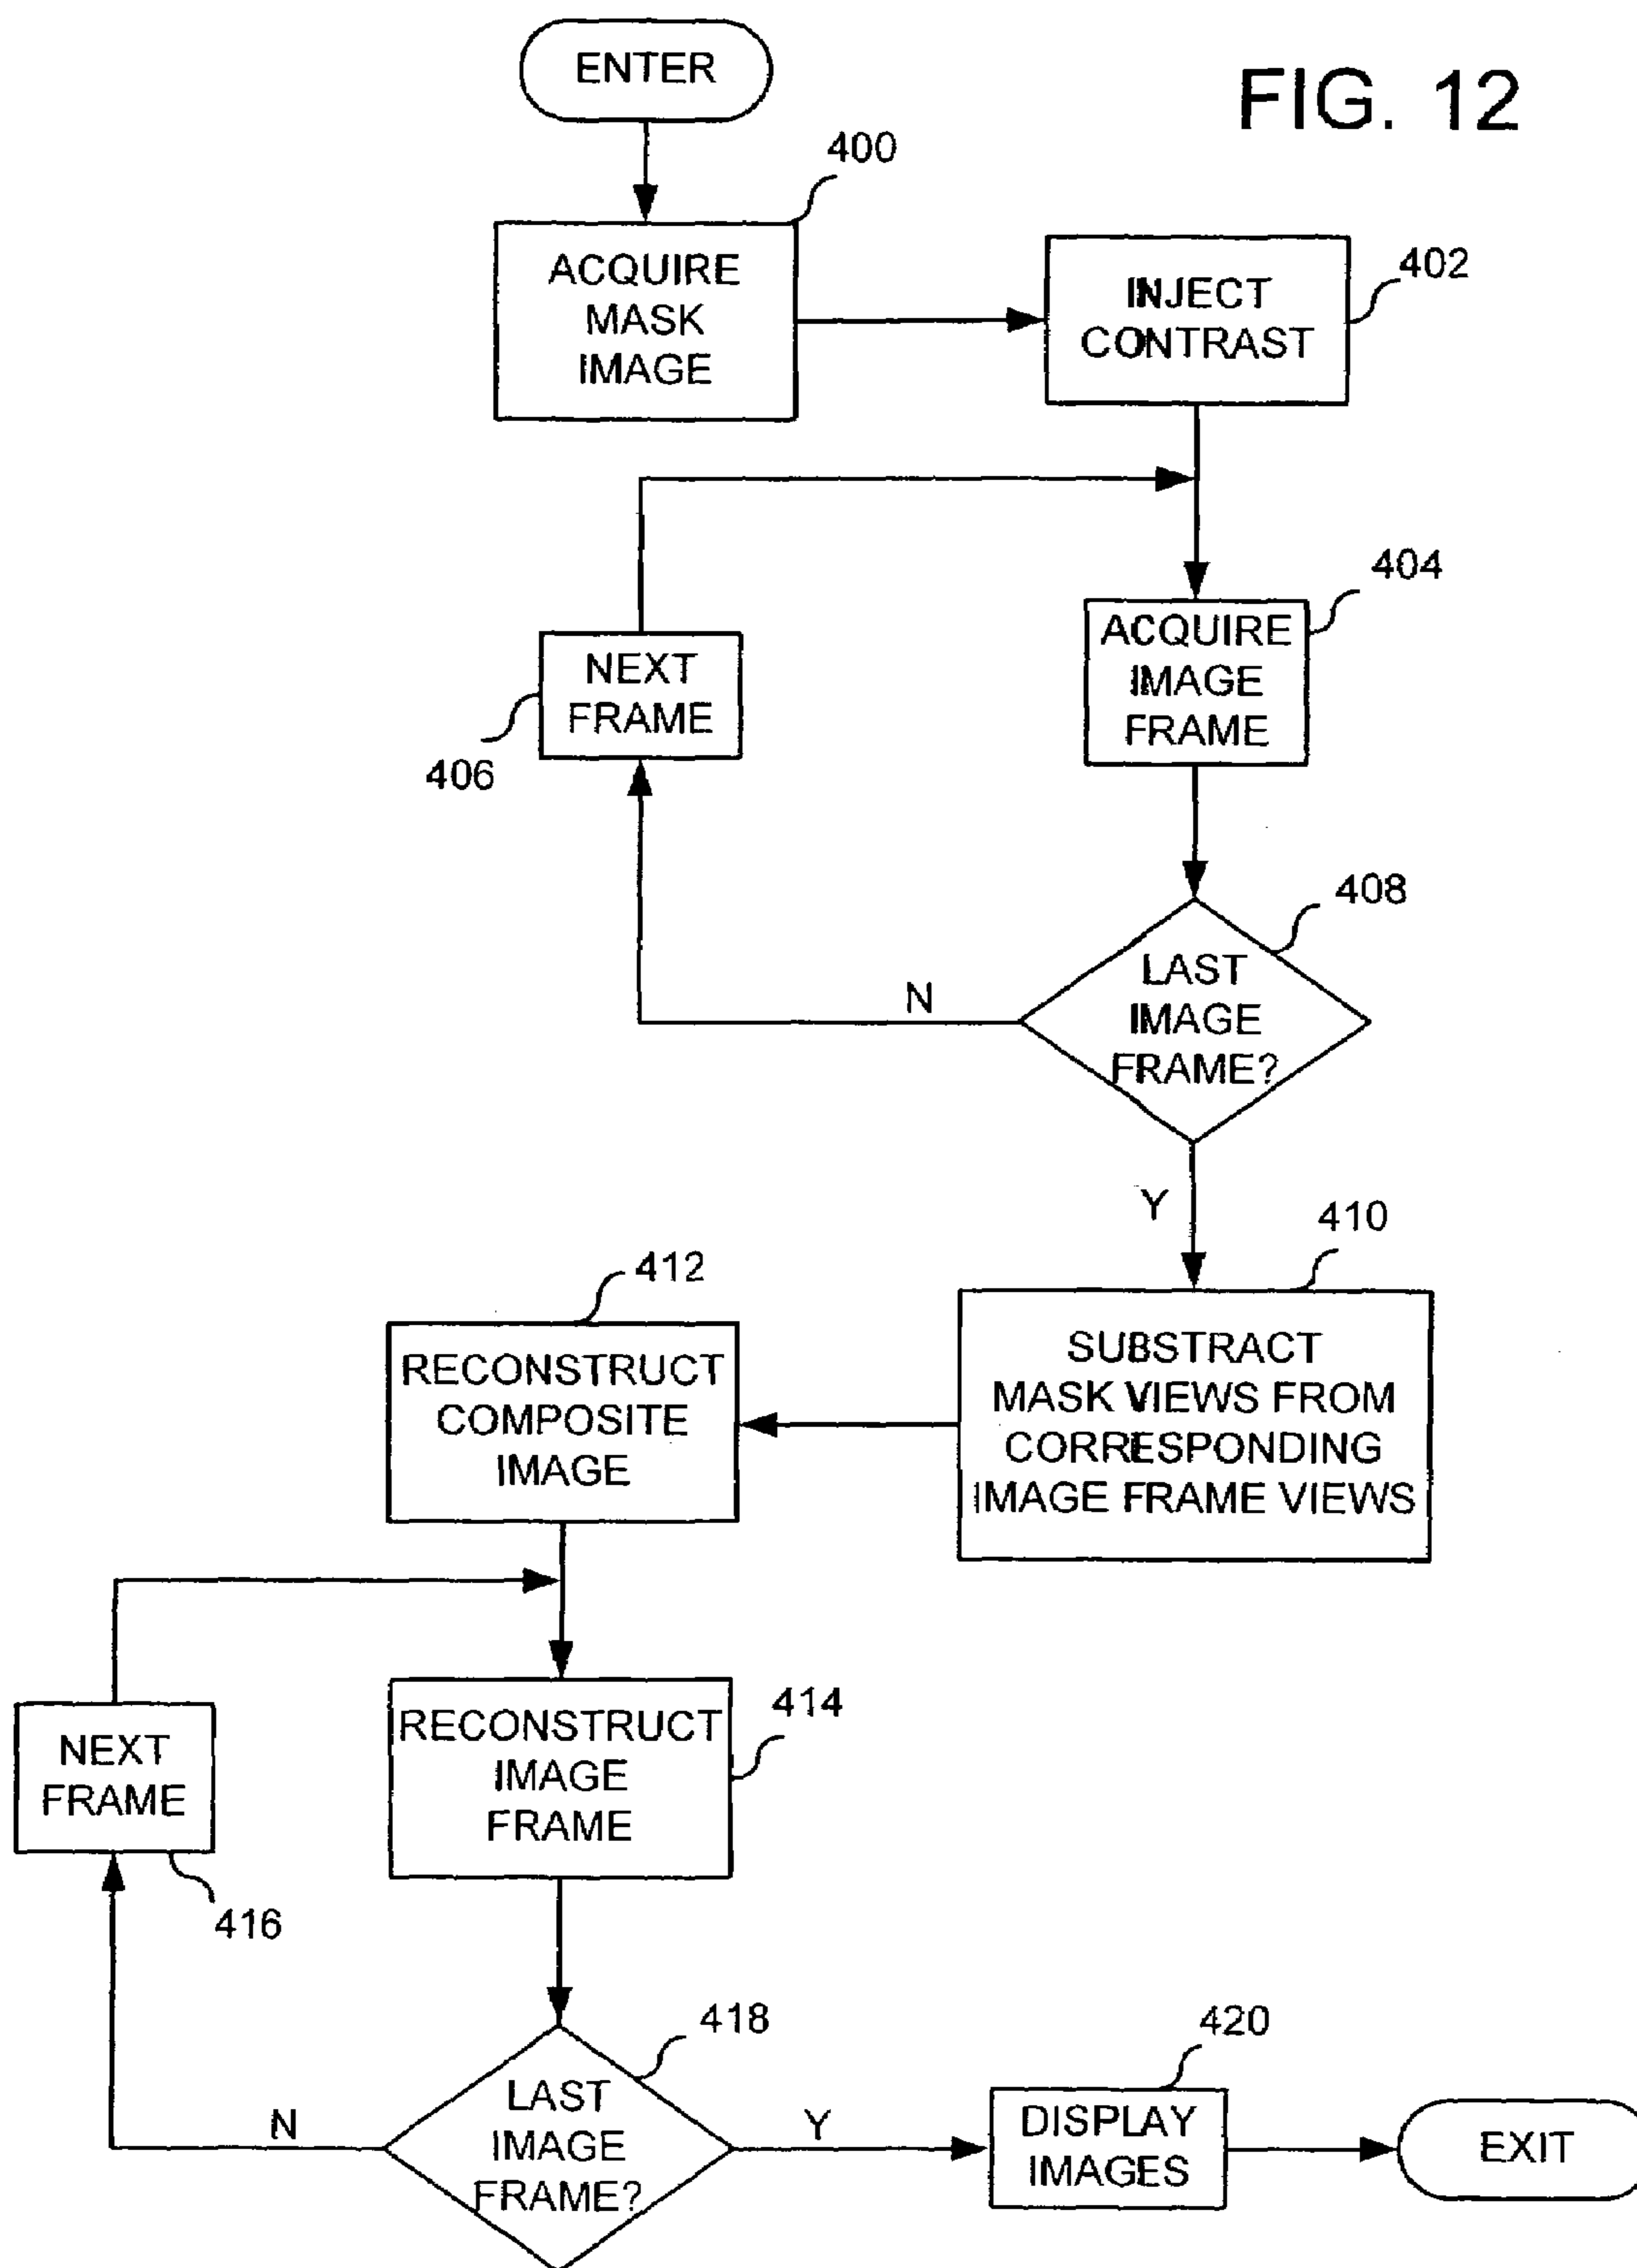 FIG. 12
ENTER
400
ACQUIRE
MASK
IMAGE
402
INJECT
CONTRAST
404
ACQUIRE
IMAGE
FRAME
NEXT
FRAME
406
408
LAST
IMAGE
FRAME?
N
Y
410
SUBSTRACT
MASK VIEWS FROM
CORRESPONDING
IMAGE FRAME VIEWS
412
RECONSTRUCT
COMPOSITE
IMAGE
414
RECONSTRUCT
IMAGE
FRAME
NEXT
FRAME
416
418
LAST
IMAGE
FRAME?
N
Y
420
DISPLAY
IMAGES
EXIT